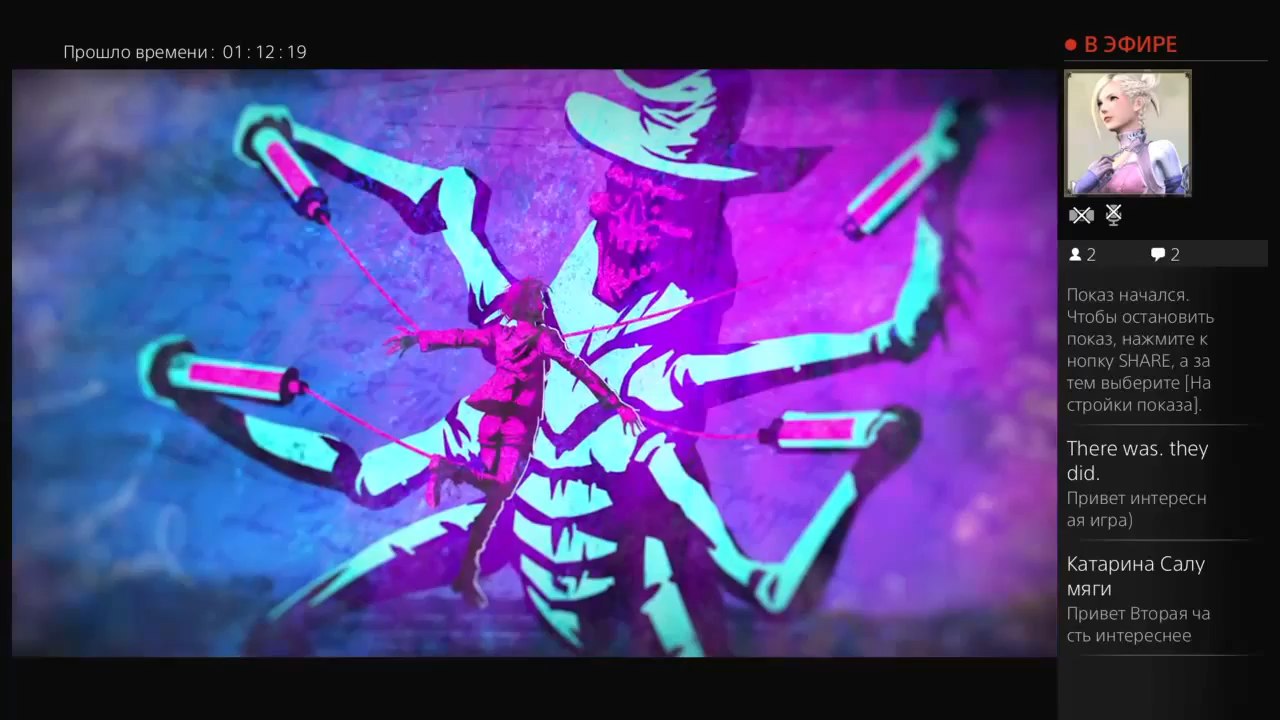 Прошло времени: 01:12:19
В ЭФИРЕ
2
2
Показ начался.
Чтобы остановить
показ, нажмите к
нопку SHARE, а за
тем выберите [На
стройки показа].
There was. they
did.
Привет интересн
ая игра)
Катарина Салу
мяги
Привет Вторая ча
сть интереснее